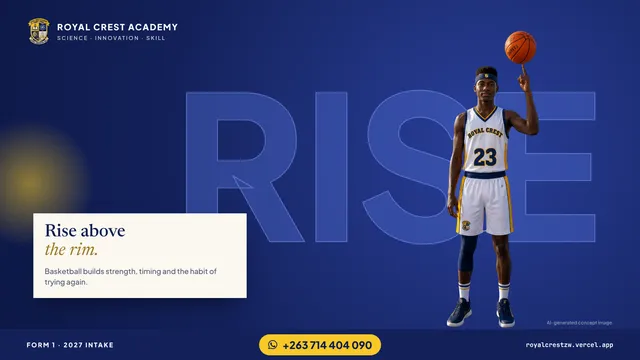 ROYAL CREST ACADEMY
SCIENCE · INNOVATION · SKILL
RISE
ROYAL CREST
23
Rise above
the rim.
Basketball builds strength, timing and the habit of
trying again.
AI-generated concept image
FORM 1 · 2027 INTAKE
+263 714 404 090
royalcrestzw.vercel.app